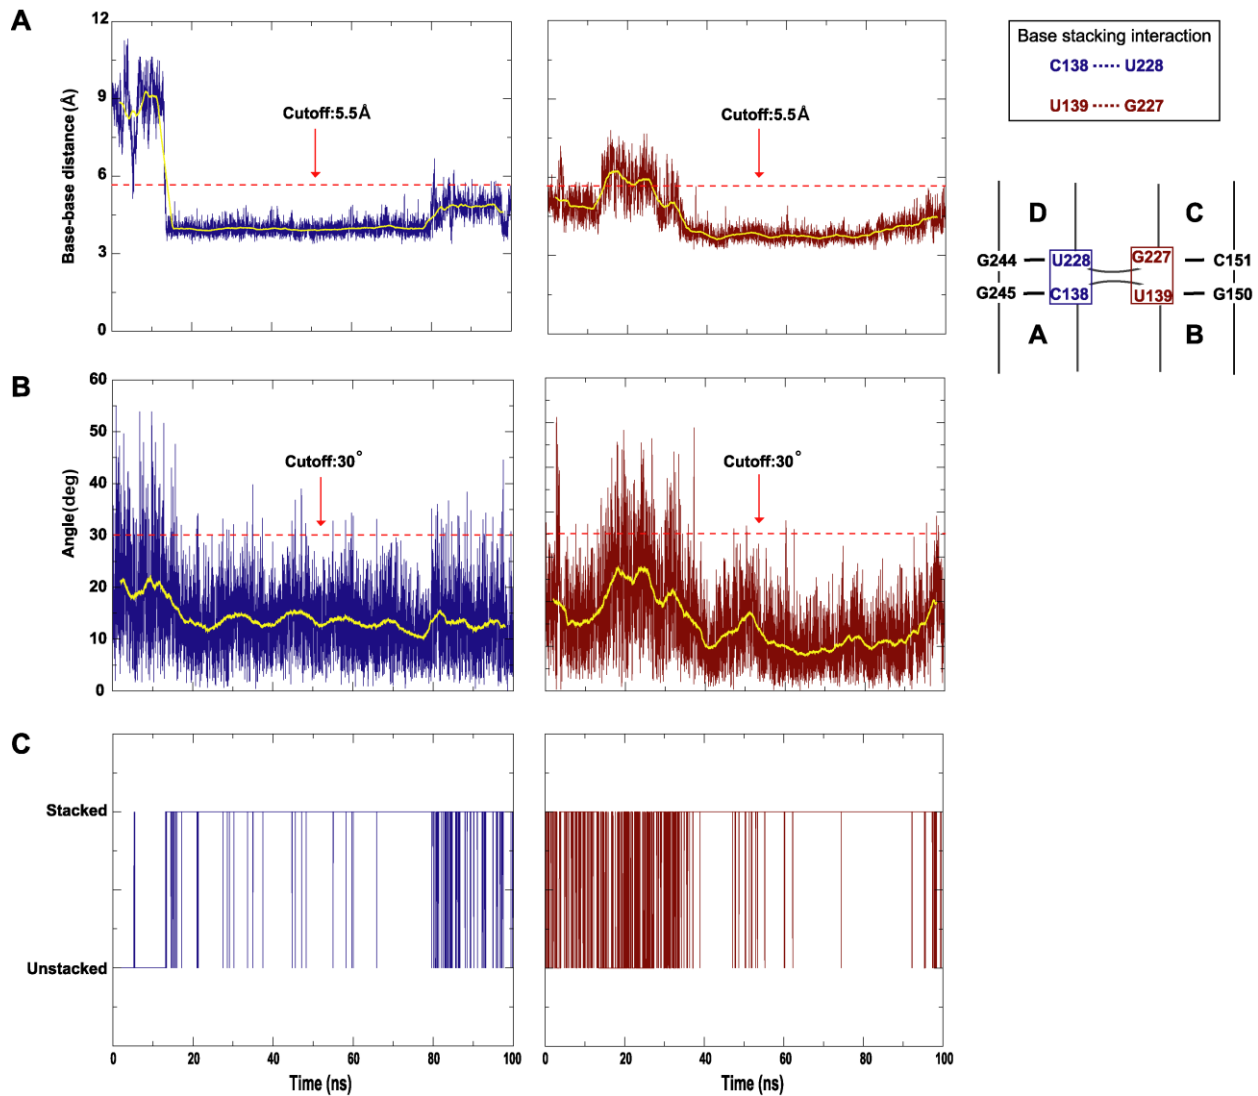 A
12
9
6
3
0
Base-base distance (Å)
Cutoff:5.5Å
Cutoff:5.5Å
Base stacking interaction
C138 ····· U228
U139 ····· G227
D
C
G244
U228
G227
C151
G245
C138
U139
G150
A
B
B
60
50
40
30
20
10
0
Angle(deg)
Cutoff:30°
Cutoff:30°
C
Stacked
Unstacked
0 20 40 60 80 100
Time (ns)
0 20 40 60 80 100
Time (ns)